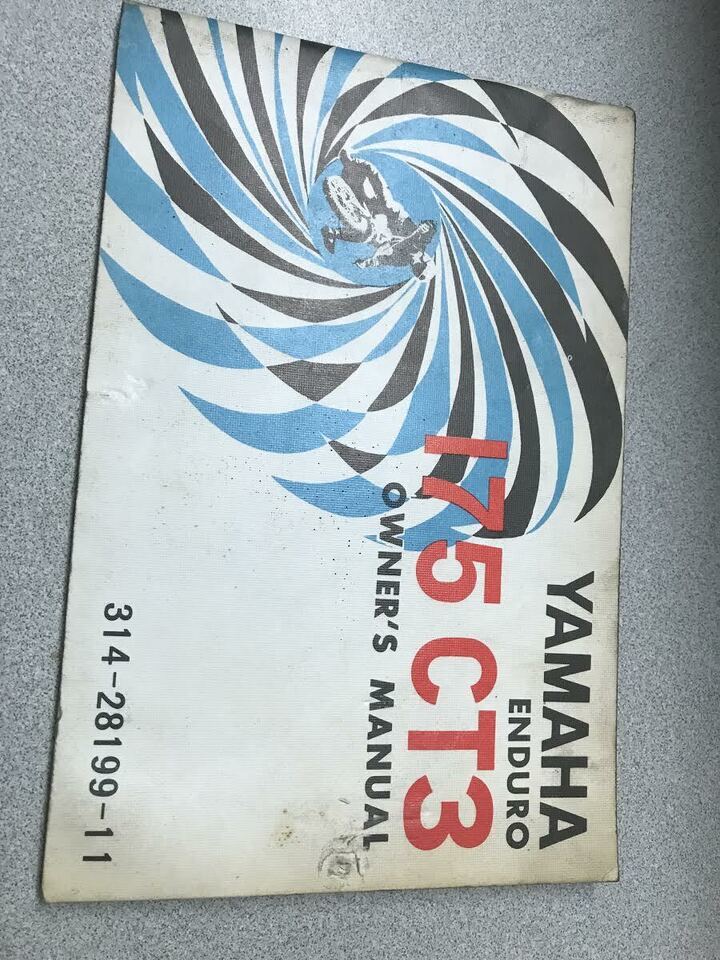 YAMAHA
ENDURO
175 CT3
OWNER'S MANUAL
314-28199-11